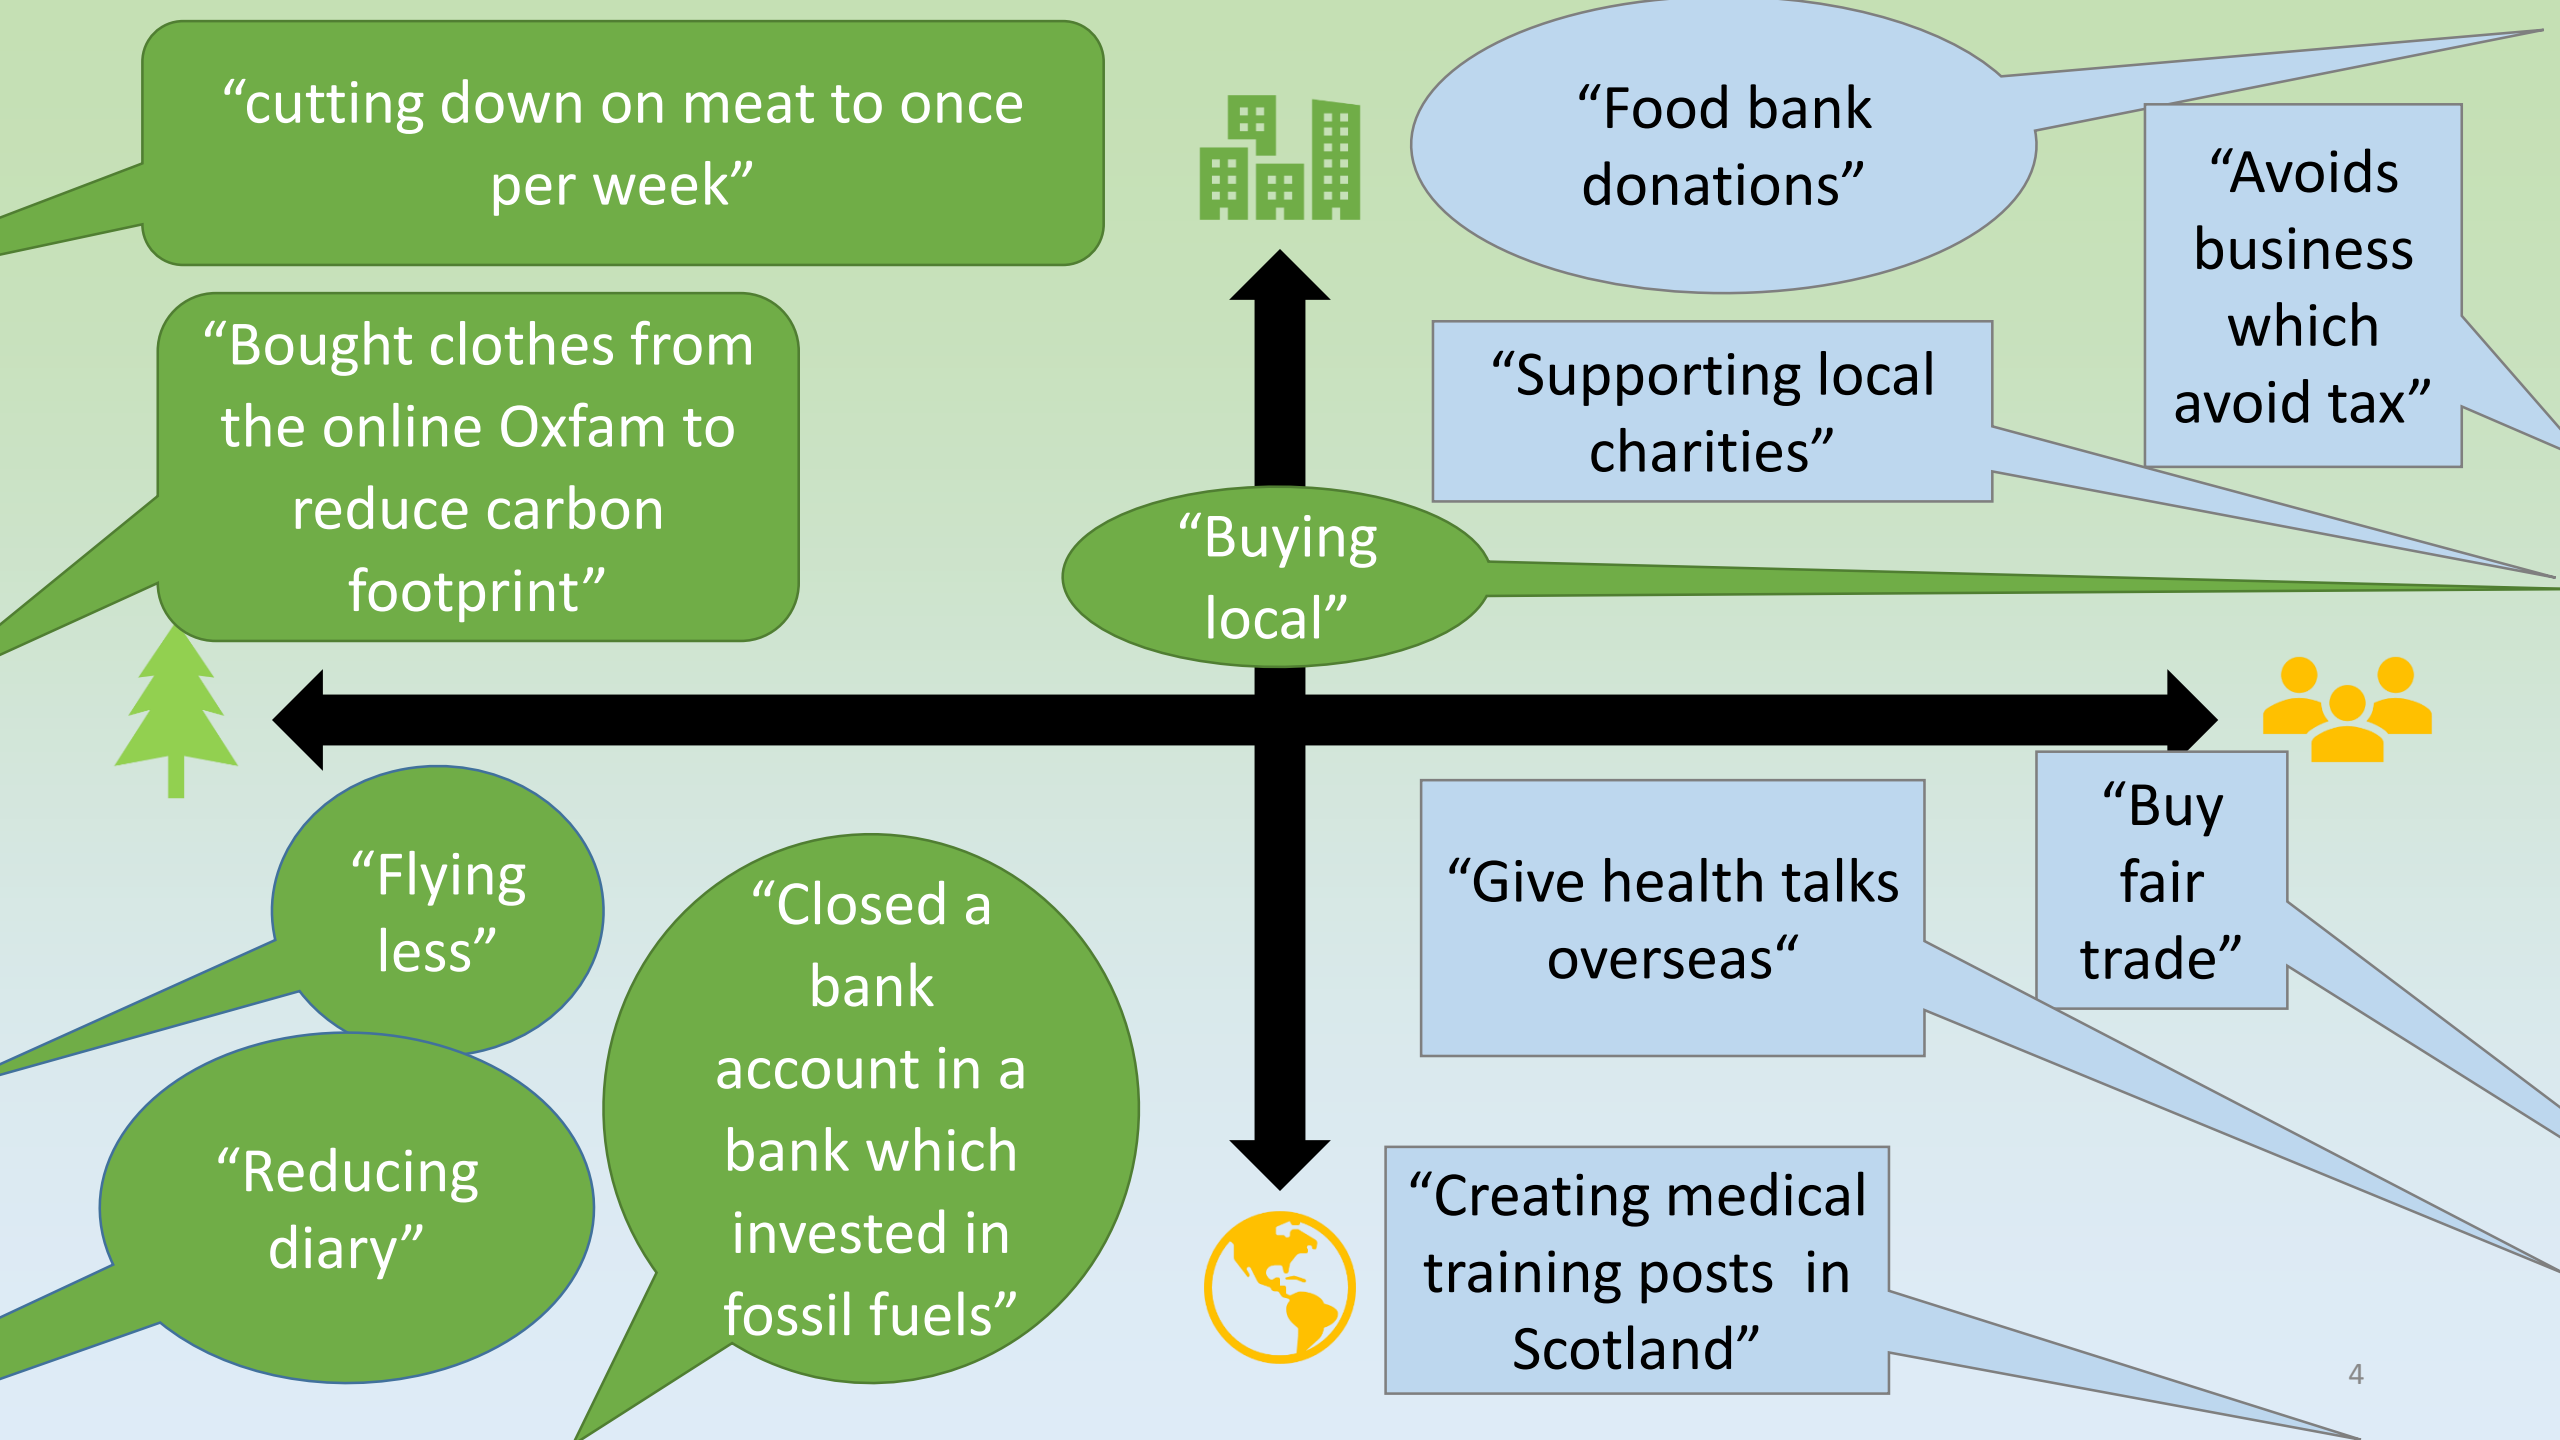 “cutting down on meat to once
per week”
“Food bank
donations”
“Avoids
business
which
avoid tax”
“Bought clothes from
the online Oxfam to
reduce carbon
footprint”
“Supporting local
charities”
“Buying
local”
“Flying
less”
“Closed a
bank
account in a
bank which
invested in
fossil fuels”
“Give health talks
overseas“
“Buy
fair
trade”
“Reducing
diary”
“Creating medical
training posts  in
Scotland”
4